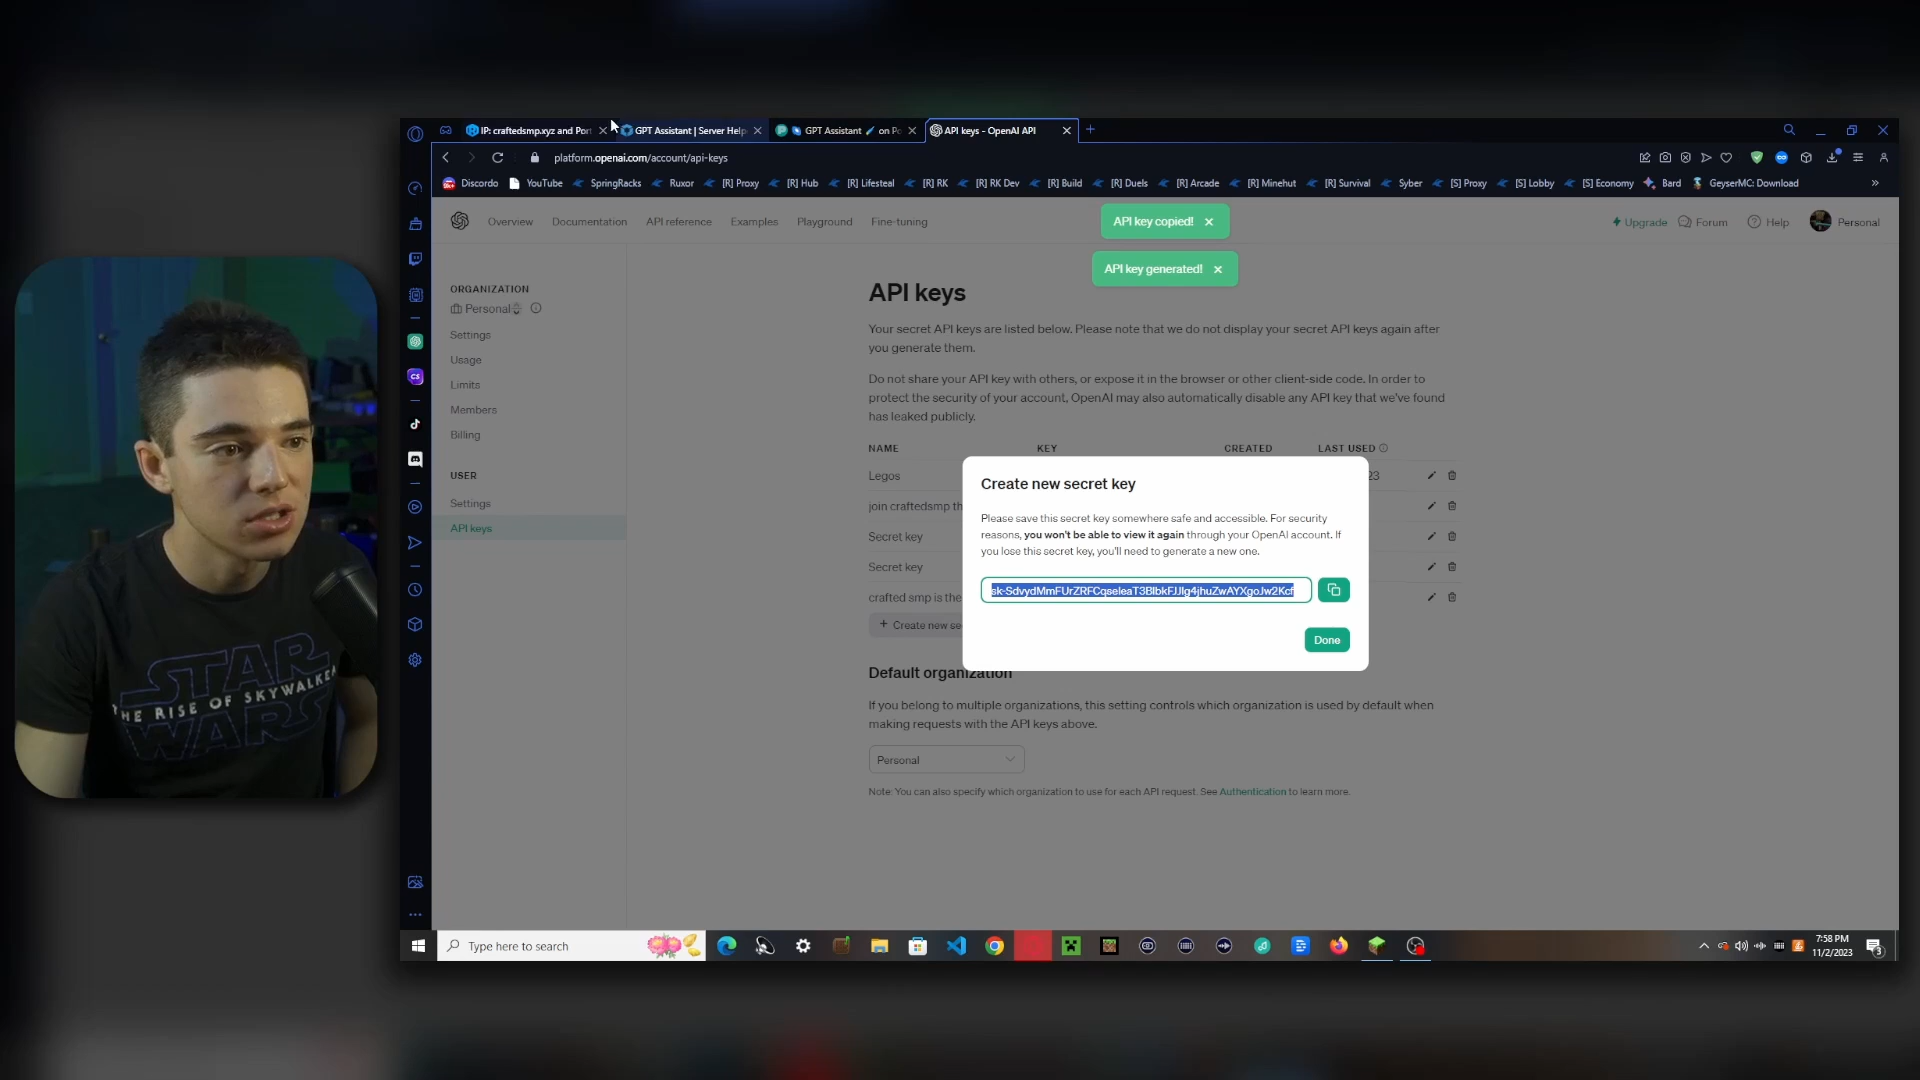 IP: craftedsmp.xyz and Port
GPT Assistant | Server Help
GPT Assistant on Po
API keys - OpenAI API
platform.openai.com/account/api-keys
Discordo YouTube SpringRacks Ruxor [R] Proxy [R] Hub [R] Lifesteal [R] RK [R] RK Dev [R] Build [R] Duels [R] Arcade [R] Minehut [R] Survival Syber [S] Proxy [S] Lobby [S] Economy Bard GeyserMC: Download
Overview Documentation API reference Examples Playground Fine-tuning
API key copied!
Upgrade Forum Help Personal
API key generated!
ORGANIZATION
Personal
Settings
Usage
Limits
Members
Billing
USER
Settings
API keys
API keys
Your secret API keys are listed below. Please note that we do not display your secret API keys again after
you generate them.
Do not share your API key with others, or expose it in the browser or other client-side code. In order to
protect the security of your account, OpenAI may also automatically disable any API key that we've found
has leaked publicly.
NAME KEY CREATED LAST USED
Legos 23
join craftedsmp th
Secret key
Secret key
crafted smp is the
+ Create new se
Create new secret key
Please save this secret key somewhere safe and accessible. For security
reasons, you won't be able to view it again through your OpenAI account. If
you lose this secret key, you'll need to generate a new one.
Done
Default organization
If you belong to multiple organizations, this setting controls which organization is used by default when
making requests with the API keys above.
Personal
Note: You can also specify which organization to use for each API request. See Authentication to learn more.
STAR
THE RISE OF SKYWALKER
WARS
Type here to search
7:58 PM
11/2/2023
3